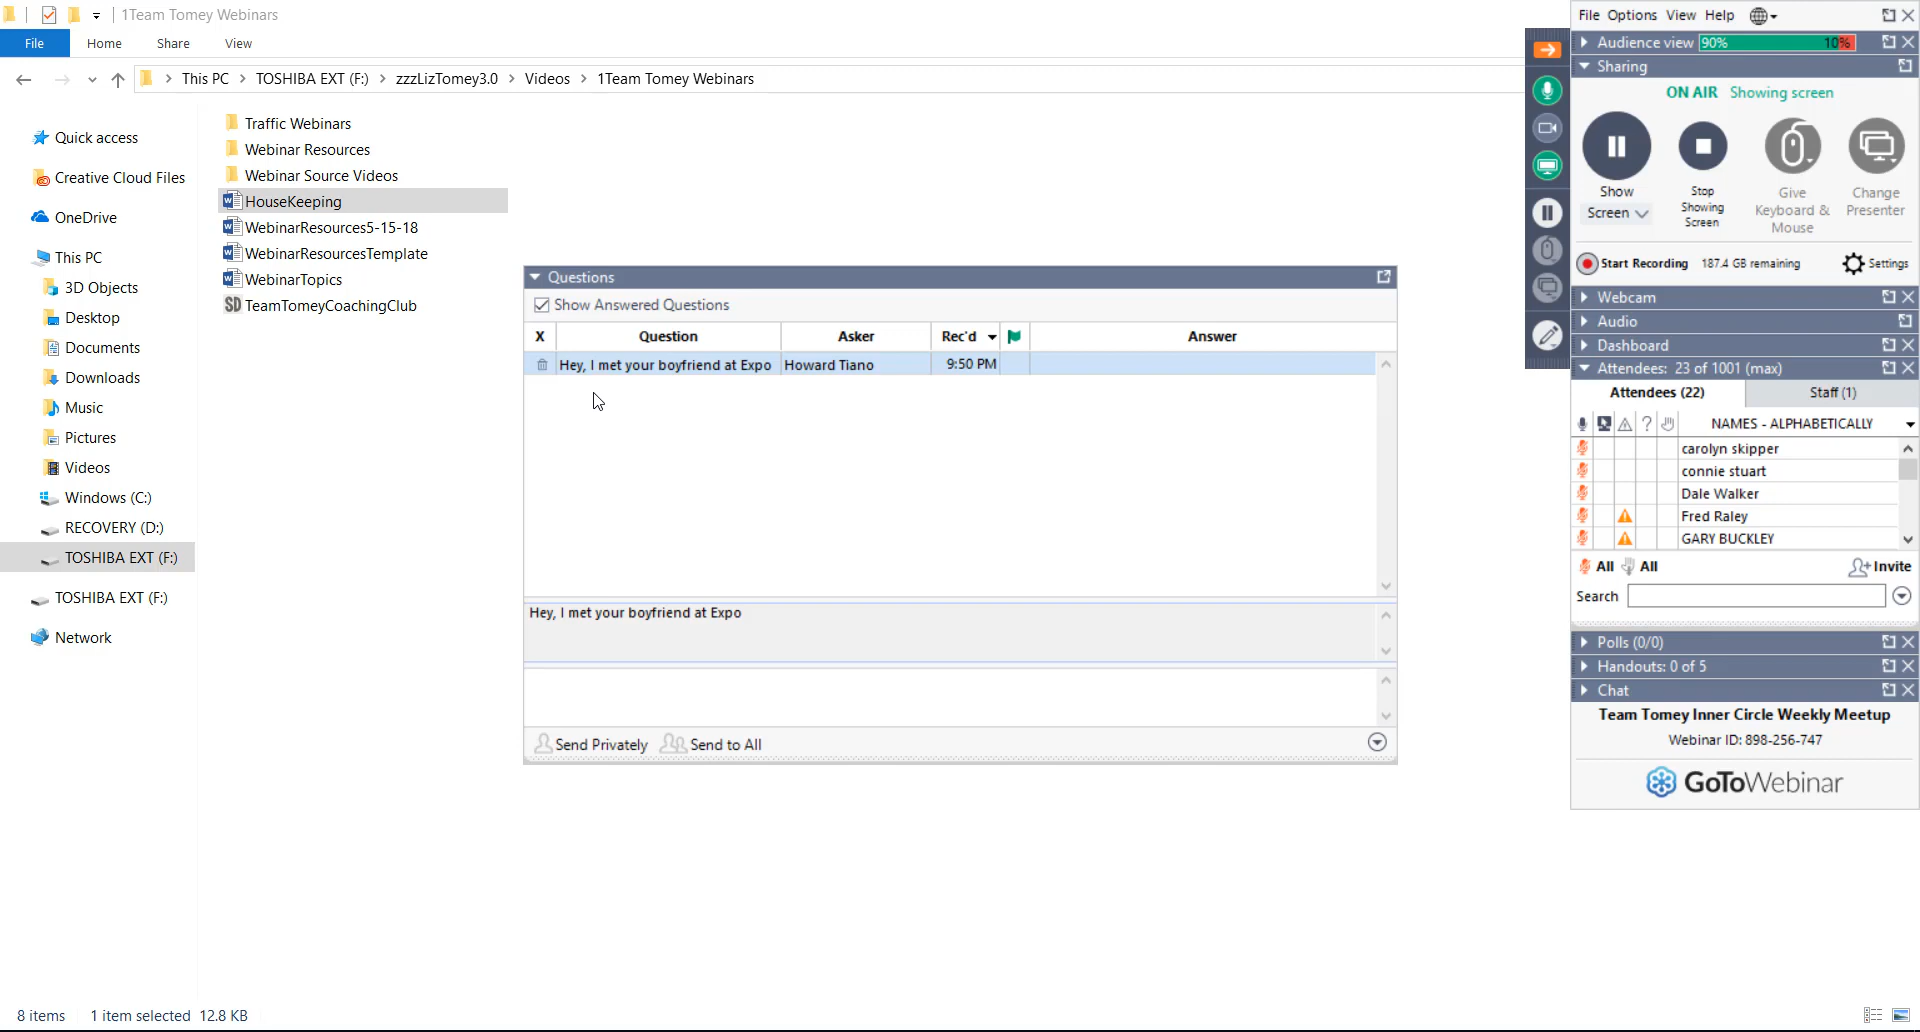 1Team Tomey Webinars
File Home Share View
This PC > TOSHIBA EXT (F:) > zzzLizTomey3.0 > Videos > 1Team Tomey Webinars
Quick access
Creative Cloud Files
OneDrive
This PC
3D Objects
Desktop
Documents
Downloads
Music
Pictures
Videos
Windows (C:)
RECOVERY (D:)
TOSHIBA EXT (F:)
TOSHIBA EXT (F:)
Network
Traffic Webinars
Webinar Resources
Webinar Source Videos
HouseKeeping
WebinarResources5-15-18
WebinarResourcesTemplate
WebinarTopics
SD TeamTomeyCoachingClub
Questions
Show Answered Questions
X Question Asker Rec'd Answer
Hey, I met your boyfriend at Expo Howard Tiano 9:50 PM
Hey, I met your boyfriend at Expo
Send Privately Send to All
File Options View Help
Audience view 90% 10%
Sharing
ON AIR Showing screen
Show
Screen
Stop
Showing
Screen
Give
Keyboard &
Mouse
Change
Presenter
Start Recording 187.4 GB remaining Settings
Webcam
Audio
Dashboard
Attendees: 23 of 1001 (max)
Attendees (22) Staff (1)
? NAMES - ALPHABETICALLY
carolyn skipper
connie stuart
Dale Walker
Fred Raley
GARY BUCKLEY
All All Invite
Search
Polls (0/0)
Handouts: 0 of 5
Chat
Team Tomey Inner Circle Weekly Meetup
Webinar ID: 898-256-747
GoToWebinar
8 items 1 item selected 12.8 KB